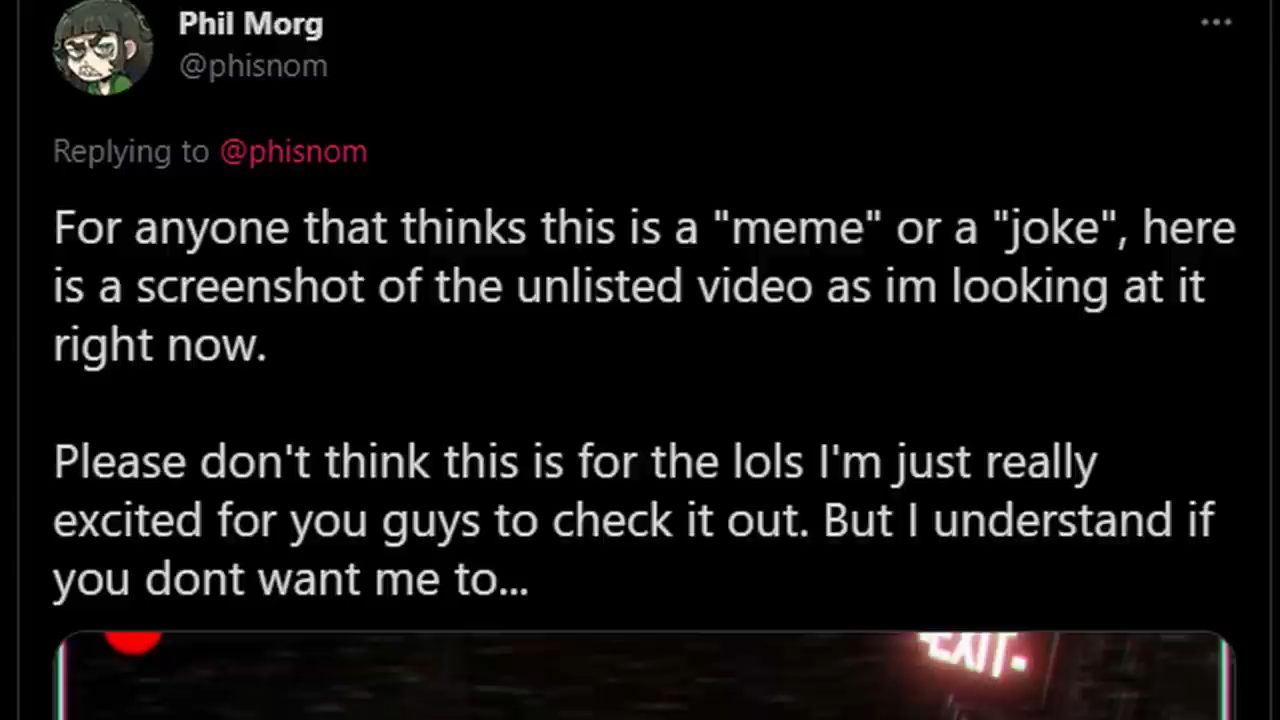 Phil Morg
@phisnom
Replying to @phisnom
For anyone that thinks this is a "meme" or a "joke", here
is a screenshot of the unlisted video as im looking at it
right now.
Please don't think this is for the lols I'm just really
excited for you guys to check it out. But I understand if
you dont want me to...
EXIT.